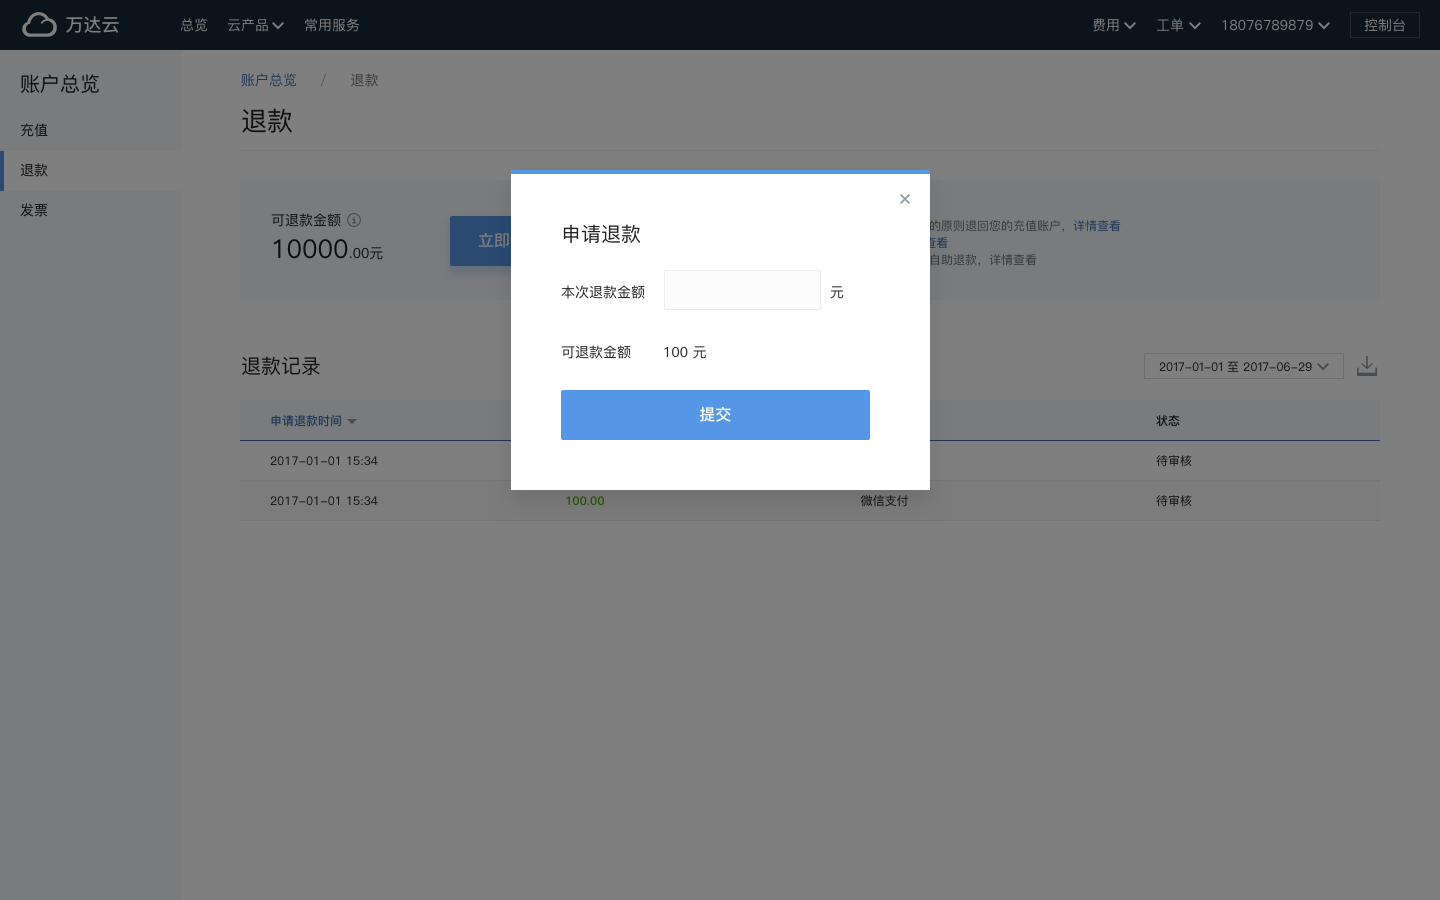 万达云 总览 云产品 常用服务 费用 工单 18076789879 控制台
账户总览
充值
退款
发票
账户总览 / 退款
退款
可退款金额
10000.00元
立即
的原则退回您的充值账户，详情查看
查看
自助退款，详情查看
申请退款
本次退款金额 元
可退款金额 100 元
提交
退款记录 2017-01-01 至 2017-06-29
申请退款时间 状态
2017-01-01 15:34 待审核
2017-01-01 15:34 100.00 微信支付 待审核